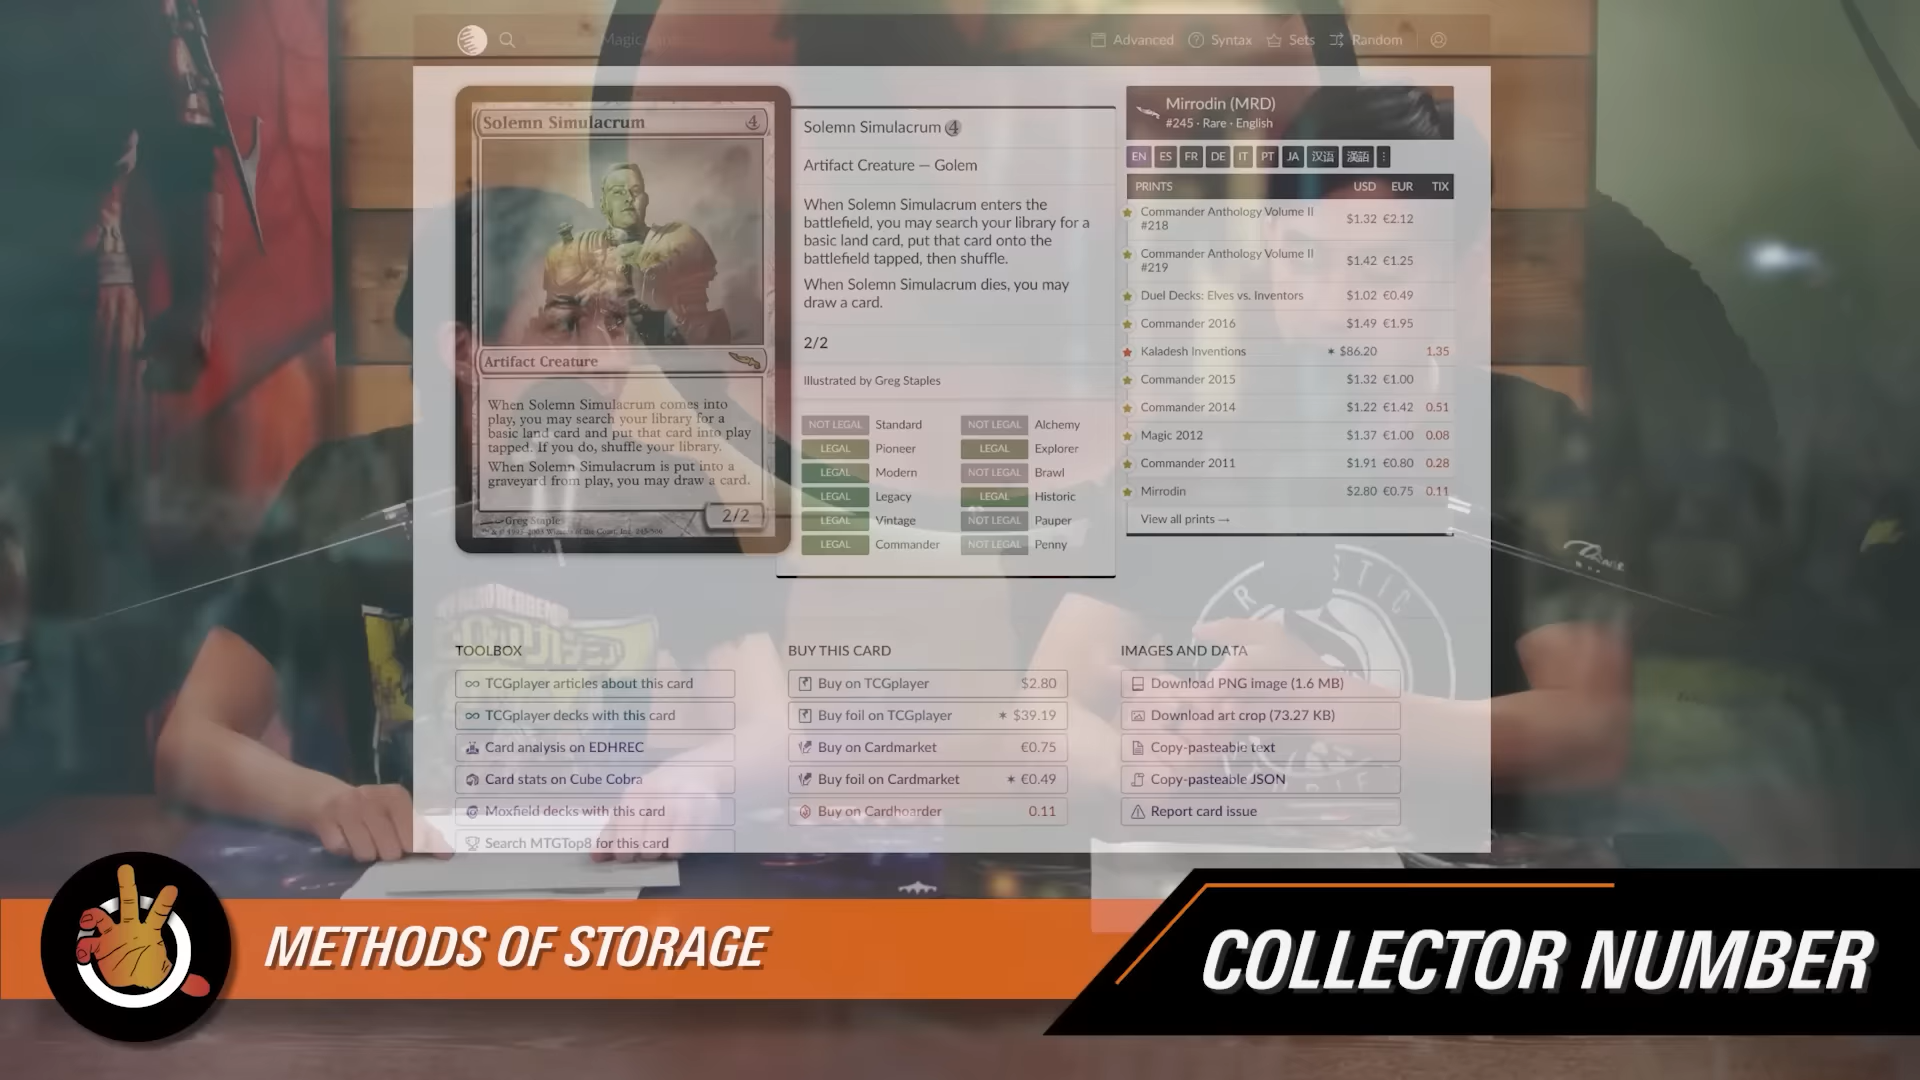 Magic
Advanced
Syntax
Sets
Random
Solemn Simulacrum 4
Artifact Creature
When Solemn Simulacrum comes into
play, you may search your library for a
basic land card and put that card into play
tapped. If you do, shuffle your library.
When Solemn Simulacrum is put into a
graveyard from play, you may draw a card.
2/2
Greg Staples
Solemn Simulacrum 4
Artifact Creature — Golem
When Solemn Simulacrum enters the
battlefield, you may search your library for a
basic land card, put that card onto the
battlefield tapped, then shuffle.
When Solemn Simulacrum dies, you may
draw a card.
2/2
Illustrated by Greg Staples
NOT LEGAL Standard NOT LEGAL Alchemy
LEGAL Pioneer LEGAL Explorer
LEGAL Modern NOT LEGAL Brawl
LEGAL Legacy LEGAL Historic
LEGAL Vintage NOT LEGAL Pauper
LEGAL Commander NOT LEGAL Penny
Mirrodin (MRD)
#245 · Rare · English
EN ES FR DE IT PT JA 汉语 漢語
PRINTS USD EUR TIX
Commander Anthology Volume II
#218 $1.32 €2.12
Commander Anthology Volume II
#219 $1.42 €1.25
Duel Decks: Elves vs. Inventors $1.02 €0.49
Commander 2016 $1.49 €1.95
Kaladesh Inventions ✶ $86.20 1.35
Commander 2015 $1.32 €1.00
Commander 2014 $1.22 €1.42 0.51
Magic 2012 $1.37 €1.00 0.08
Commander 2011 $1.91 €0.80 0.28
Mirrodin $2.80 €0.75 0.11
View all prints →
TOOLBOX
TCGplayer articles about this card
TCGplayer decks with this card
Card analysis on EDHREC
Card stats on Cube Cobra
Moxfield decks with this card
Search MTGTop8 for this card
BUY THIS CARD
Buy on TCGplayer $2.80
Buy foil on TCGplayer ✶ $39.19
Buy on Cardmarket €0.75
Buy foil on Cardmarket ✶ €0.49
Buy on Cardhoarder 0.11
IMAGES AND DATA
Download PNG image (1.6 MB)
Download art crop (73.27 KB)
Copy-pasteable text
Copy-pasteable JSON
Report card issue
METHODS OF STORAGE
COLLECTOR NUMBER